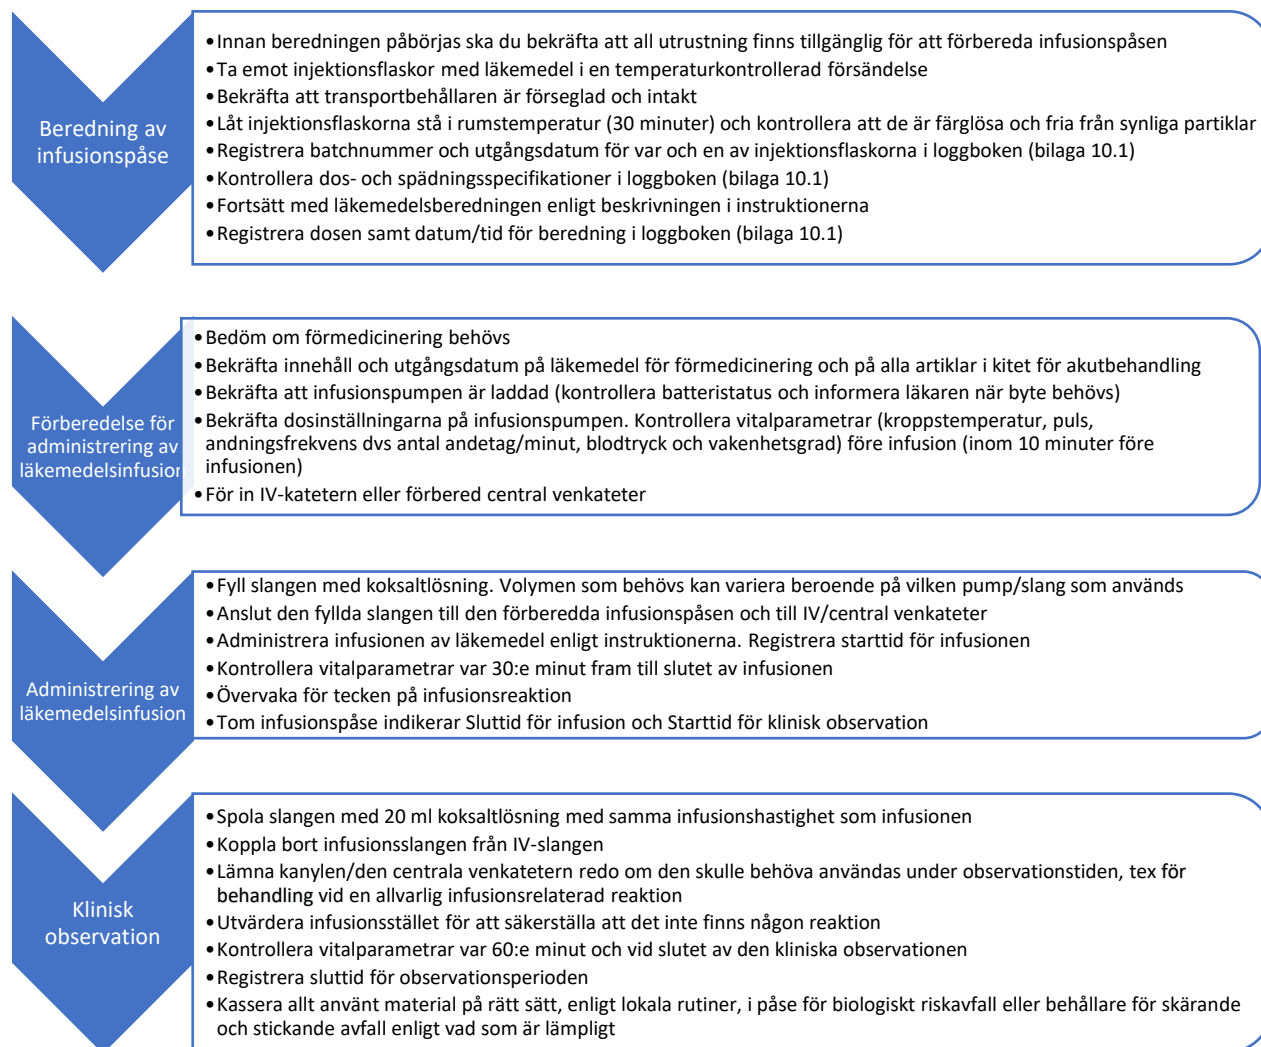 Beredning av
infusionspåse
•Innan beredningen påbörjas ska du bekräfta att all utrustning finns tillgänglig för att förbereda infusionspåsen
•Ta emot injektionsflaskor med läkemedel i en temperaturkontrollerad försändelse
•Bekräfta att transportbehållaren är förseglad och intakt
•Låt injektionsflaskorna stå i rumstemperatur (30 minuter) och kontrollera att de är färglösa och fria från synliga partiklar
•Registrera batchnummer och utgångsdatum för var och en av injektionsflaskorna i loggboken (bilaga 10.1)
•Kontrollera dos- och spädningsspecifikationer i loggboken (bilaga 10.1)
•Fortsätt med läkemedelsberedningen enligt beskrivningen i instruktionerna
•Registrera dosen samt datum/tid för beredning i loggboken (bilaga 10.1)
Förberedelse för
administrering av
läkemedelsinfusion
•Bedöm om förmedicinering behövs
•Bekräfta innehåll och utgångsdatum på läkemedel för förmedicinering och på alla artiklar i kitet för akutbehandling
•Bekräfta att infusionspumpen är laddad (kontrollera batteristatus och informera läkaren när byte behövs)
•Bekräfta dosinställningarna på infusionspumpen. Kontrollera vitalparametrar (kroppstemperatur, puls,
andningsfrekvens dvs antal andetag/minut, blodtryck och vakenhetsgrad) före infusion (inom 10 minuter före
infusionen)
•För in IV-katetern eller förbered central venkateter
Administrering av
läkemedelsinfusion
•Fyll slangen med koksaltlösning. Volymen som behövs kan variera beroende på vilken pump/slang som används
•Anslut den fyllda slangen till den förberedda infusionspåsen och till IV/central venkateter
•Administrera infusionen av läkemedel enligt instruktionerna. Registrera starttid för infusionen
•Kontrollera vitalparametrar var 30:e minut fram till slutet av infusionen
•Övervaka för tecken på infusionsreaktion
•Tom infusionspåse indikerar Sluttid för infusion och Starttid för klinisk observation
Klinisk
observation
•Spola slangen med 20 ml koksaltlösning med samma infusionshastighet som infusionen
•Koppla bort infusionsslangen från IV-slangen
•Lämna kanylen/den centrala venkatetern redo om den skulle behöva användas under observationstiden, tex för
behandling vid en allvarlig infusionsrelaterad reaktion
•Utvärdera infusionsstället för att säkerställa att det inte finns någon reaktion
•Kontrollera vitalparametrar var 60:e minut och vid slutet av den kliniska observationen
•Registrera sluttid för observationsperioden
•Kassera allt använt material på rätt sätt, enligt lokala rutiner, i påse för biologiskt riskavfall eller behållare för skärande
och stickande avfall enligt vad som är lämpligt